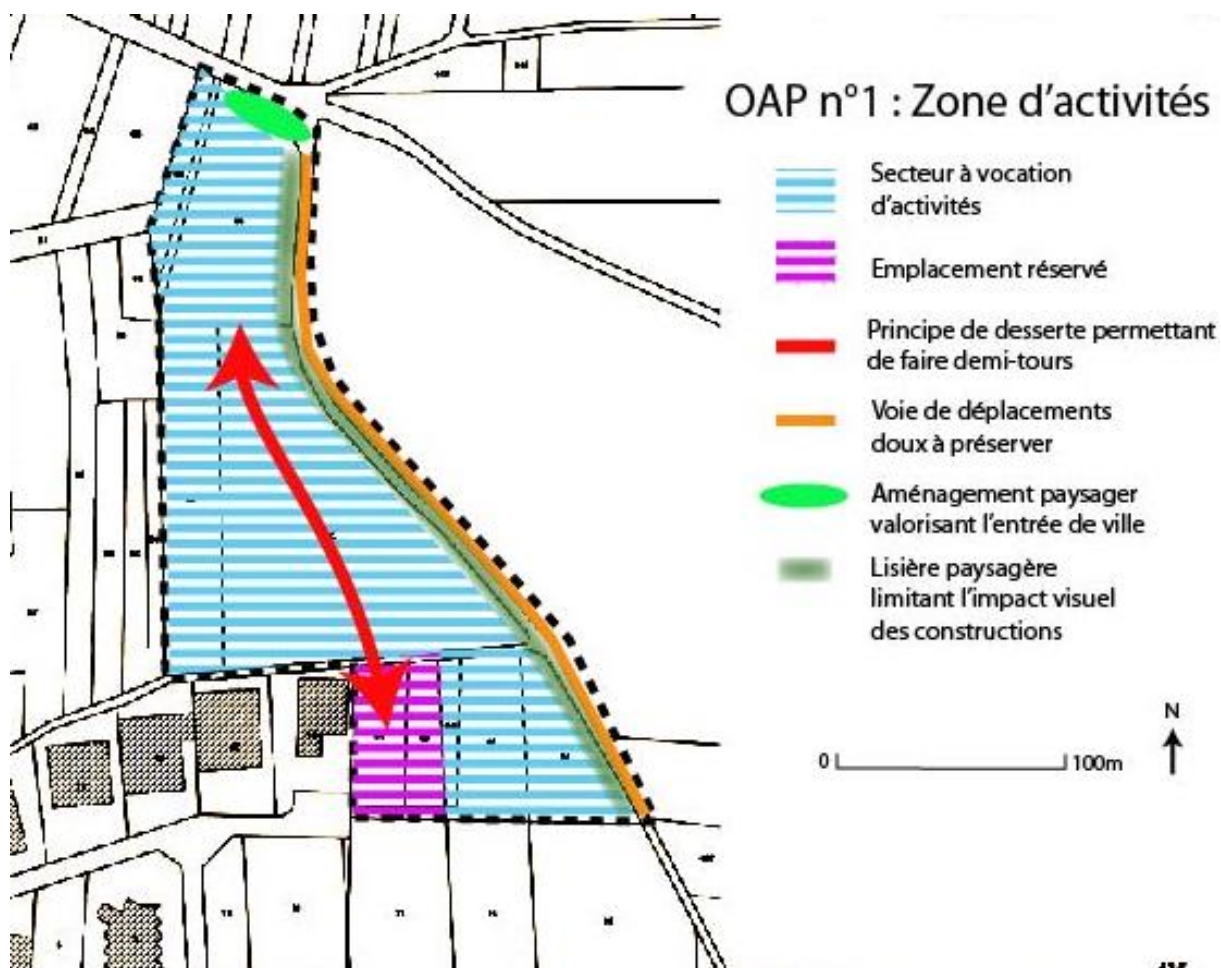 OAP n°1 : Zone d'activités
Secteur à vocation
d'activités
Emplacement réservé
Principe de desserte permettant
de faire demi-tours
Voie de déplacements
doux à préserver
Aménagement paysager
valorisant l'entrée de ville
Lisière paysagère
limitant l'impact visuel
des constructions
N
0
100m